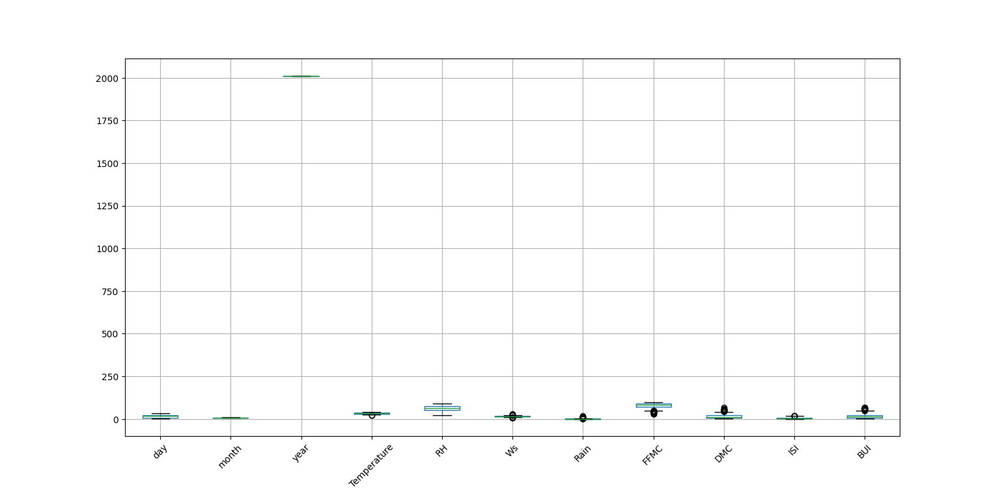 2000
1750
1500
1250
1000
750
500
250
0
day
month
year
Temperature
RH
Ws
Rain
FFMC
DMC
ISI
BUI